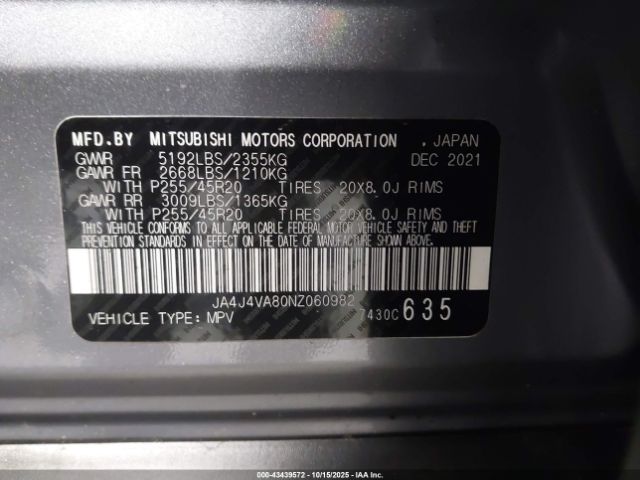 MFD.BY MITSUBISHI MOTORS CORPORATION . JAPAN
GVWR 5192LBS/2355KG DEC 2021
GAWR FR 2668LBS/1210KG
WITH P255/45R20 TIRES 20X8.0J RIMS
GAWR RR 3009LBS/1365KG
WITH P255/45R20 TIRES 20X8.0J RIMS
THIS VEHICLE CONFORMS TO ALL APPLICABLE FEDERAL MOTOR VEHICLE SAFETY AND THEFT
PREVENTION STANDARDS IN EFFECT ON THE DATE OF MANUFACTURE SHOWN ABOVE.
JA4J4VA80NZ060982
VEHICLE TYPE: MPV 7430C 635
000-43439572 - 10/15/2025 - IAA Inc.